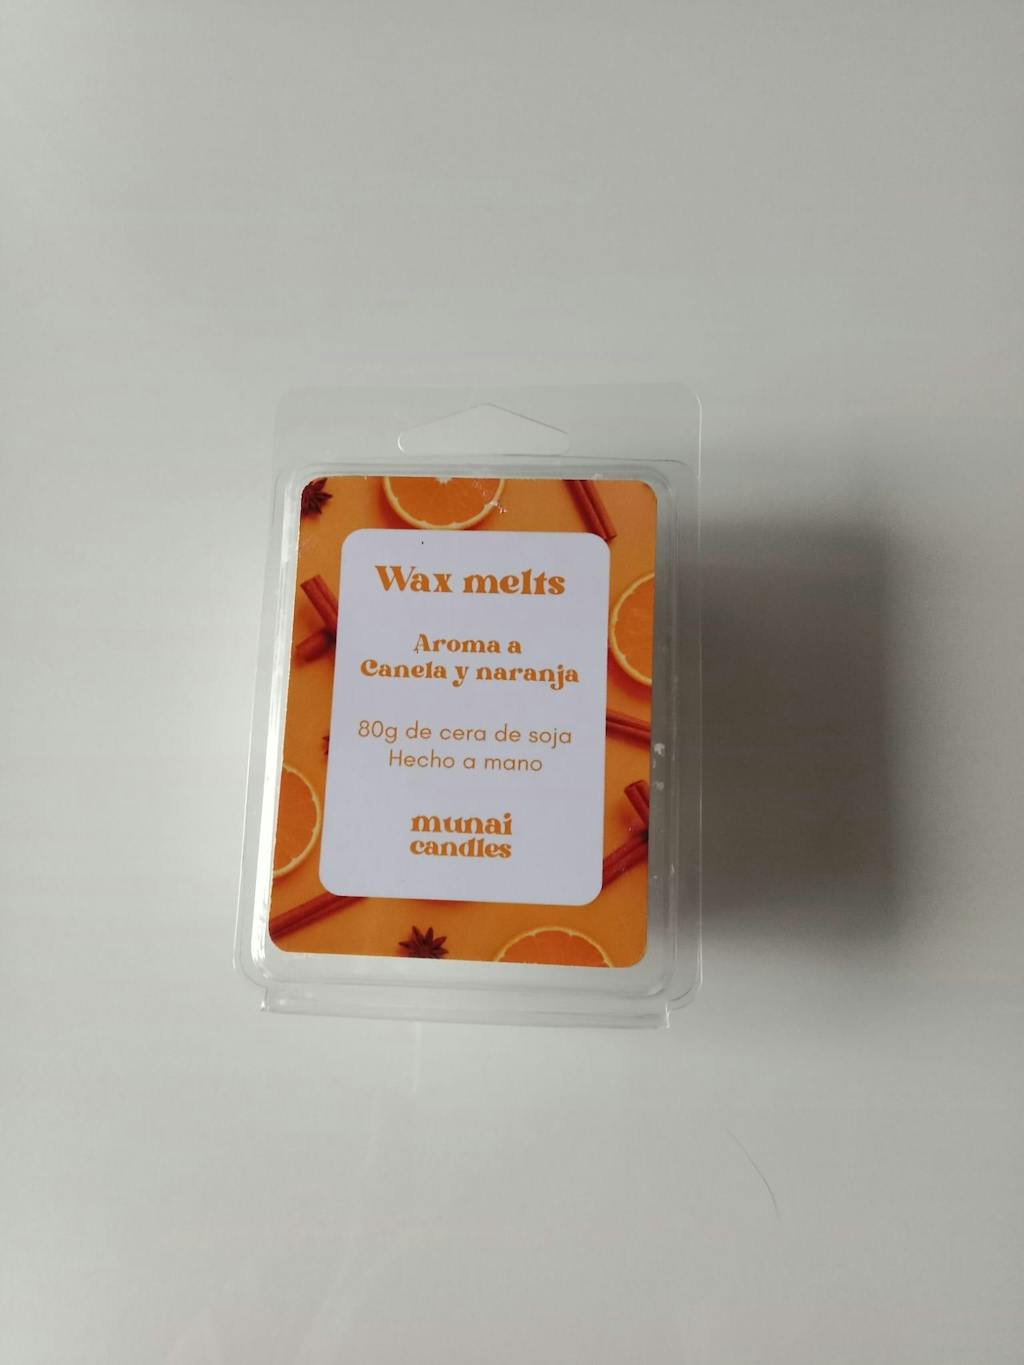 Wax melts
Aroma a
Canela y naranja
80g de cera de soja
Hecho a mano
munai
candles